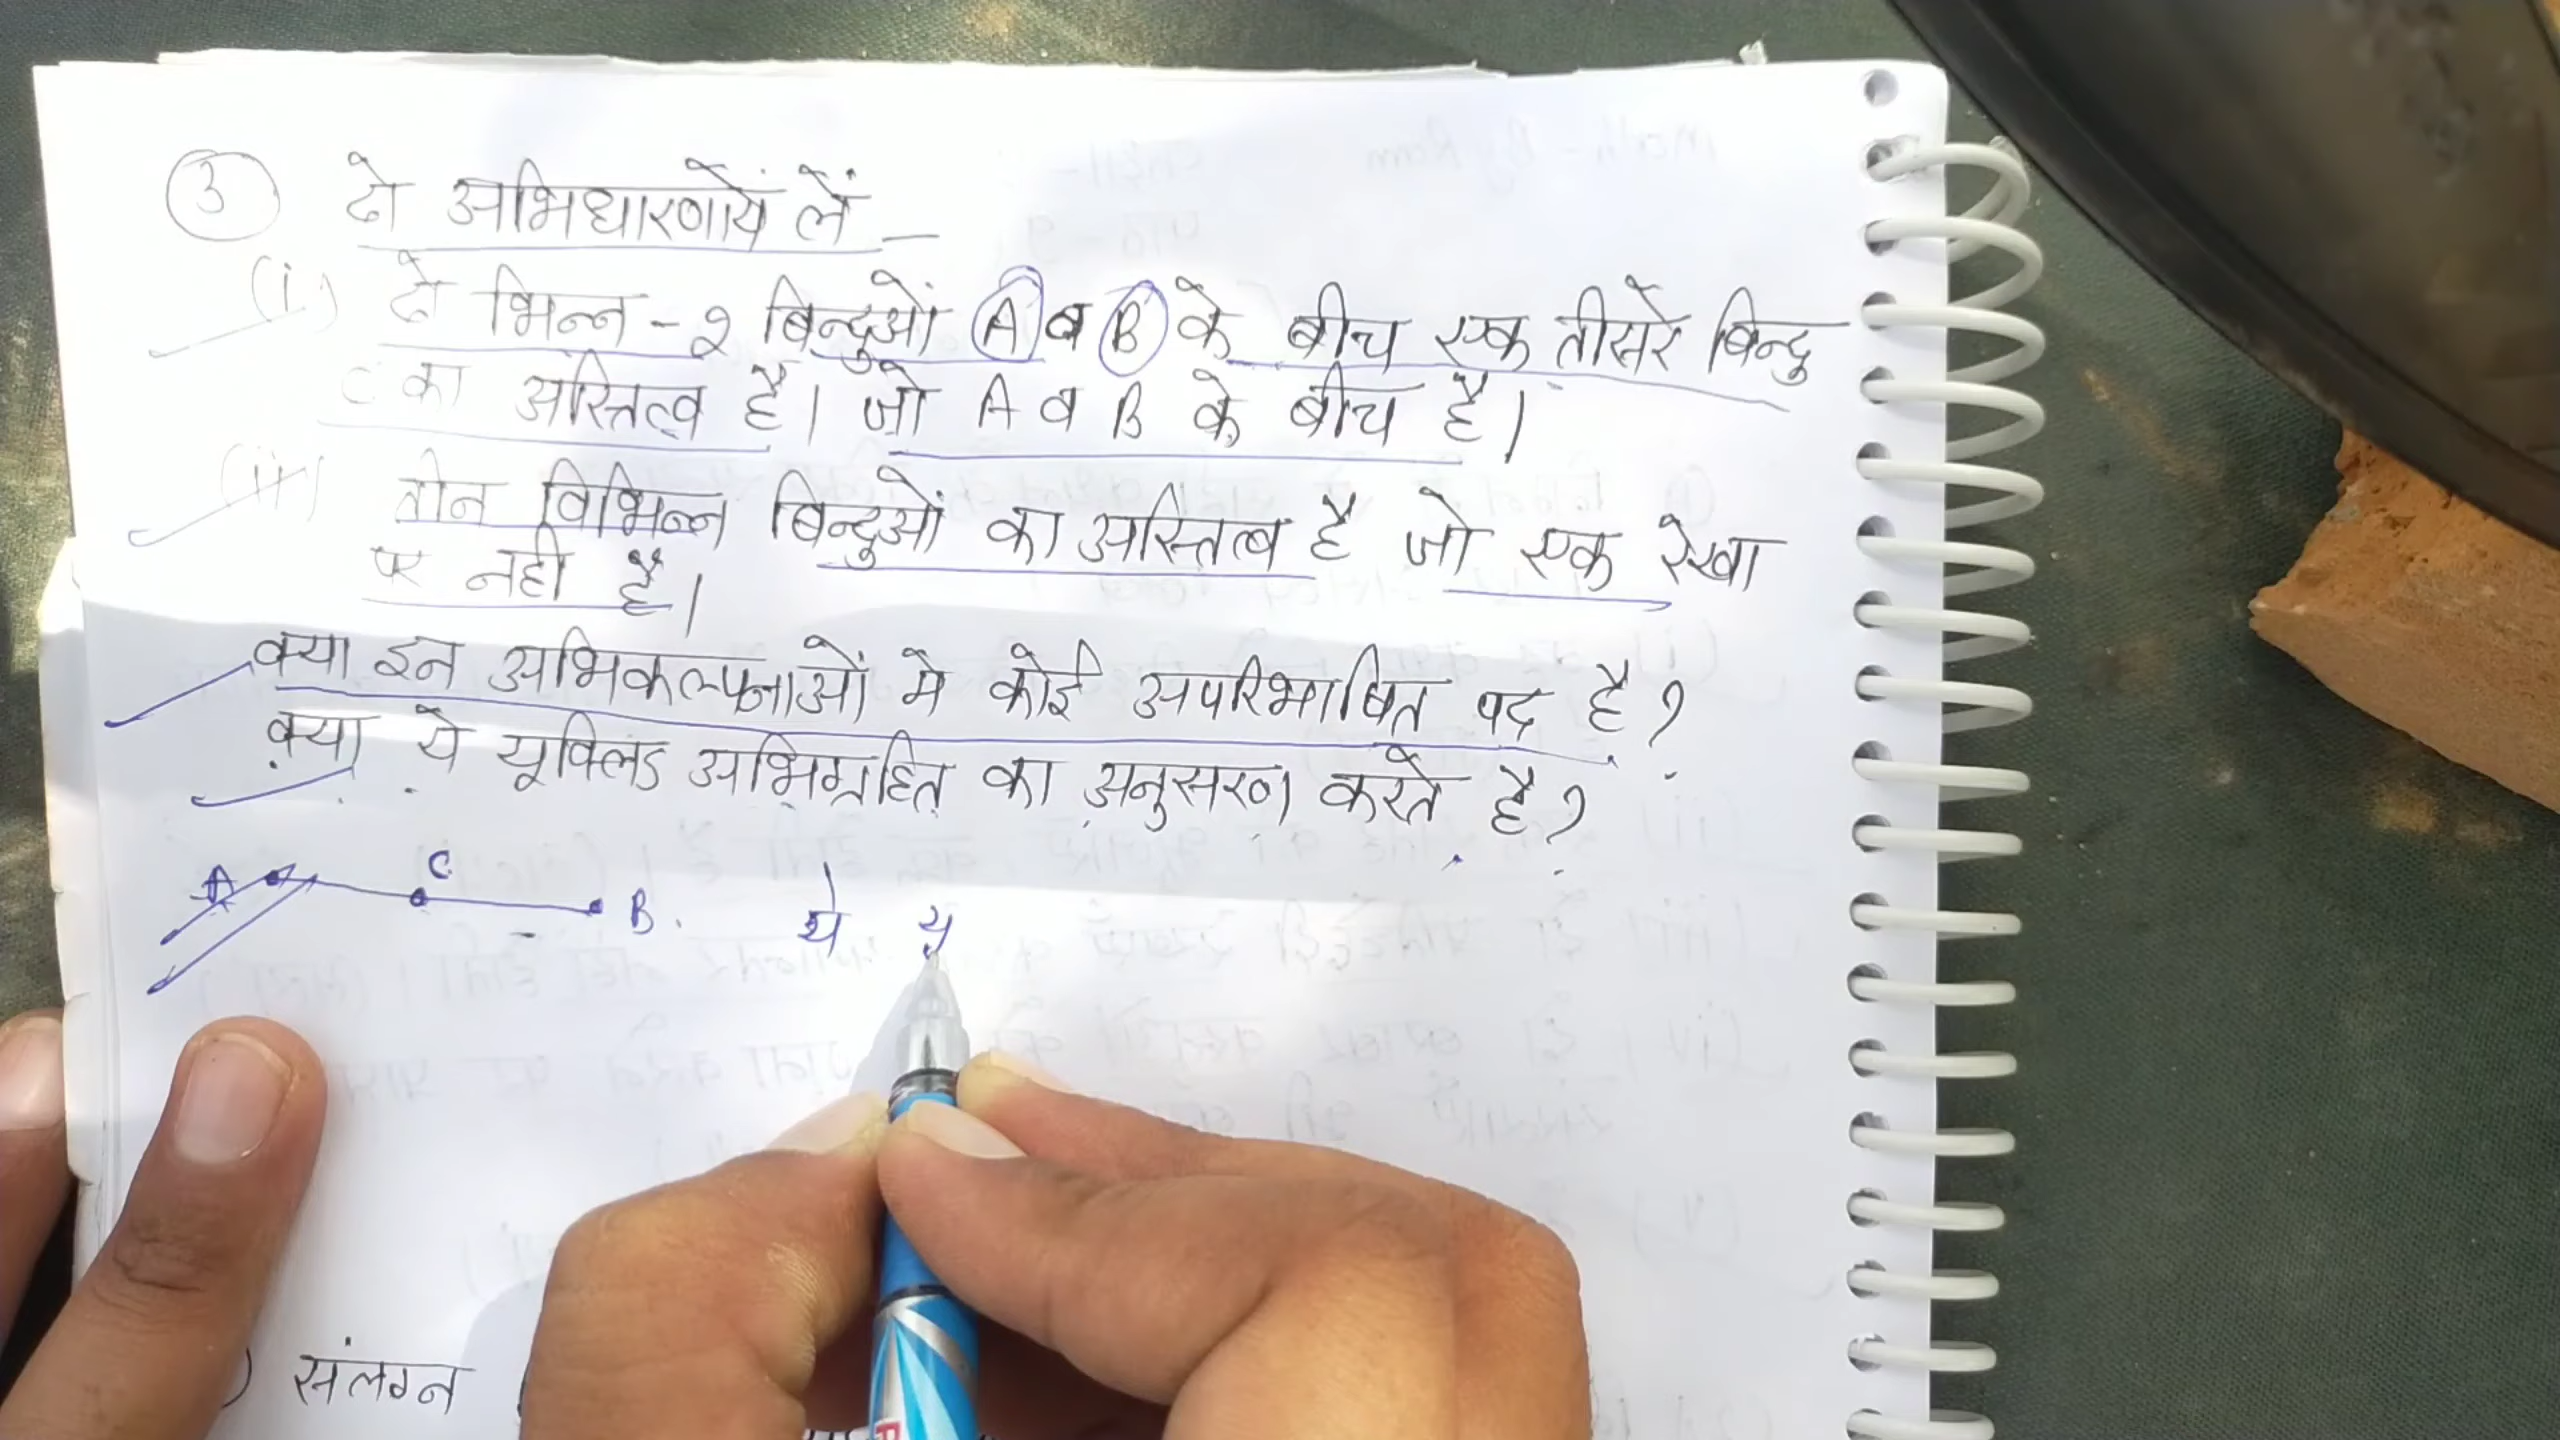 ③ दो अभिधारणायें लें -
(i) दो भिन्न - २ बिन्दुओं A व B के बीच एक तीसरे बिन्दु
C का अस्तित्व है। जो A व B के बीच है।
(ii) तीन विभिन्न बिन्दुओं का अस्तित्व है जो एक रेखा
पर नही है।
क्या इन अभिकल्पनाओं मे कोई अपरिभाषित पद है?
क्या ये यूक्लिड अभिग्रहित का अनुसरण करते है?
A C B. ये यू
) संलग्न (